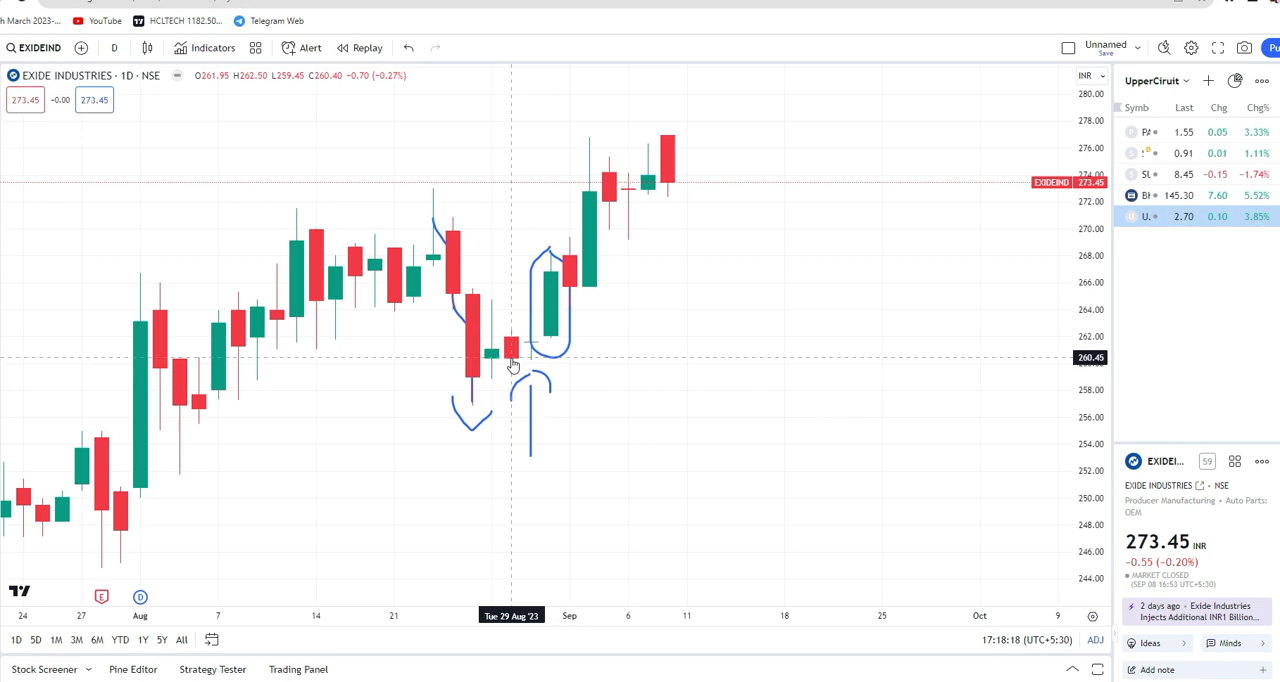 h March 2023-... YouTube HCLTECH 1182.50... Telegram Web
EXIDEIND D Indicators Alert Replay Unnamed Save Pu
EXIDE INDUSTRIES · 1D · NSE O261.95 H262.50 L259.45 C260.40 -0.70 (-0.27%) INR
273.45 -0.00 273.45
280.00
278.00
276.00
274.00
EXIDEIND 273.45
272.00
270.00
268.00
266.00
264.00
262.00
260.45
258.00
256.00
254.00
252.00
250.00
248.00
246.00
244.00
E D
24 27 Aug 7 14 21 Tue 29 Aug '23 Sep 6 11 18 25 Oct 9
1D 5D 1M 3M 6M YTD 1Y 5Y All 17:18:18 (UTC+5:30) ADJ
Stock Screener Pine Editor Strategy Tester Trading Panel
UpperCiruit
Symb Last Chg Chg%
1.55 0.05 3.33%
0.91 0.01 1.11%
SU 8.45 -0.15 -1.74%
145.30 7.60 5.52%
U. 2.70 0.10 3.85%
EXIDEI... 59
EXIDE INDUSTRIES · NSE
Producer Manufacturing · Auto Parts:
OEM
273.45 INR
-0.55 (-0.20%)
MARKET CLOSED
(SEP 08 16:53 UTC+5:30)
2 days ago · Exide Industries
Injects Additional INR1 Billion...
Ideas Minds
Add note